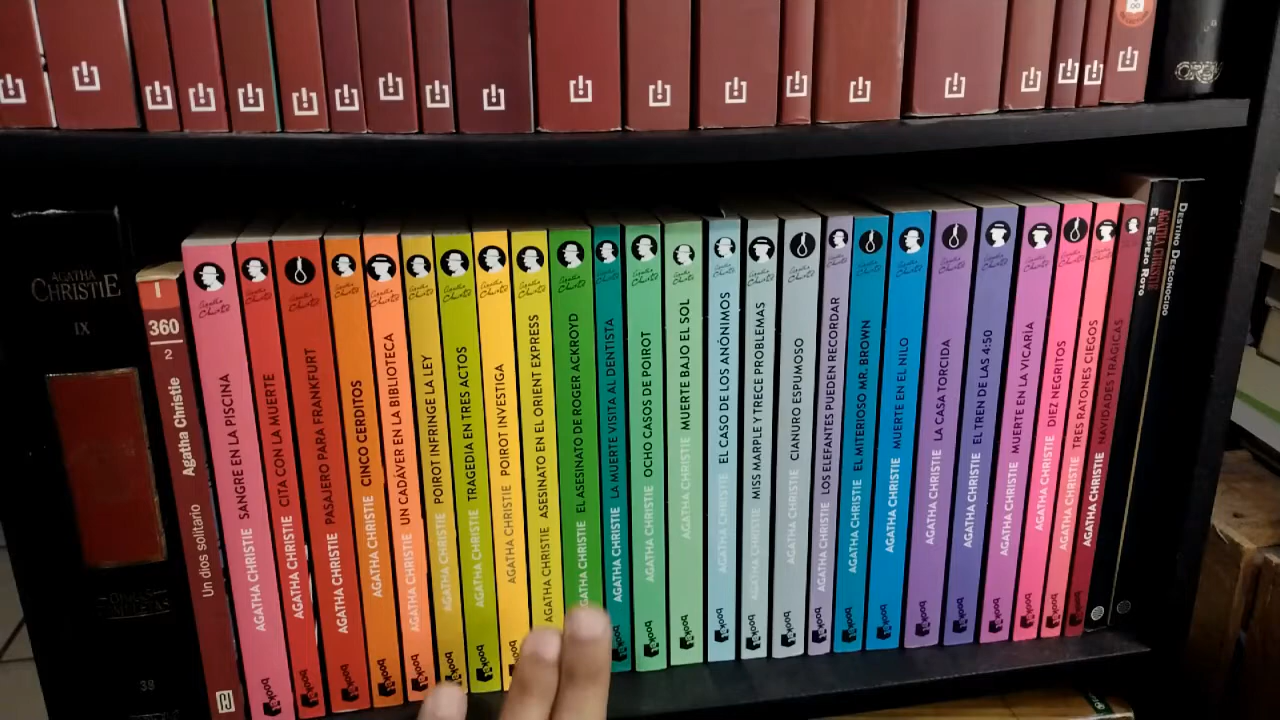 ORBY
AGATHA
CHRISTIE
IX
38
360
2
Agatha Christie
Un dios solitario
AGATHA CHRISTIE SANGRE EN LA PISCINA
AGATHA CHRISTIE CITA CON LA MUERTE
AGATHA CHRISTIE PASAJERO PARA FRANKFURT
AGATHA CHRISTIE CINCO CERDITOS
AGATHA CHRISTIE UN CADÁVER EN LA BIBLIOTECA
AGATHA CHRISTIE POIROT INFRINGE LA LEY
AGATHA CHRISTIE TRAGEDIA EN TRES ACTOS
AGATHA CHRISTIE POIROT INVESTIGA
AGATHA CHRISTIE ASESINATO EN EL ORIENT EXPRESS
AGATHA CHRISTIE EL ASESINATO DE ROGER ACKROYD
AGATHA CHRISTIE LA MUERTE VISITA AL DENTISTA
AGATHA CHRISTIE OCHO CASOS DE POIROT
AGATHA CHRISTIE MUERTE BAJO EL SOL
AGATHA CHRISTIE EL CASO DE LOS ANÓNIMOS
AGATHA CHRISTIE MISS MARPLE Y TRECE PROBLEMAS
AGATHA CHRISTIE CIANURO ESPUMOSO
AGATHA CHRISTIE LOS ELEFANTES PUEDEN RECORDAR
AGATHA CHRISTIE EL MITERIOSO MR. BROWN
AGATHA CHRISTIE MUERTE EN EL NILO
AGATHA CHRISTIE LA CASA TORCIDA
AGATHA CHRISTIE EL TREN DE LAS 4:50
AGATHA CHRISTIE MUERTE EN LA VICARÍA
AGATHA CHRISTIE DIEZ NEGRITOS
AGATHA CHRISTIE TRES RATONES CIEGOS
AGATHA CHRISTIE NAVIDADES TRÁGICAS
AGATHA CHRISTIE
EL ESPEJO ROTO
DESTINO DESCONOCIDO